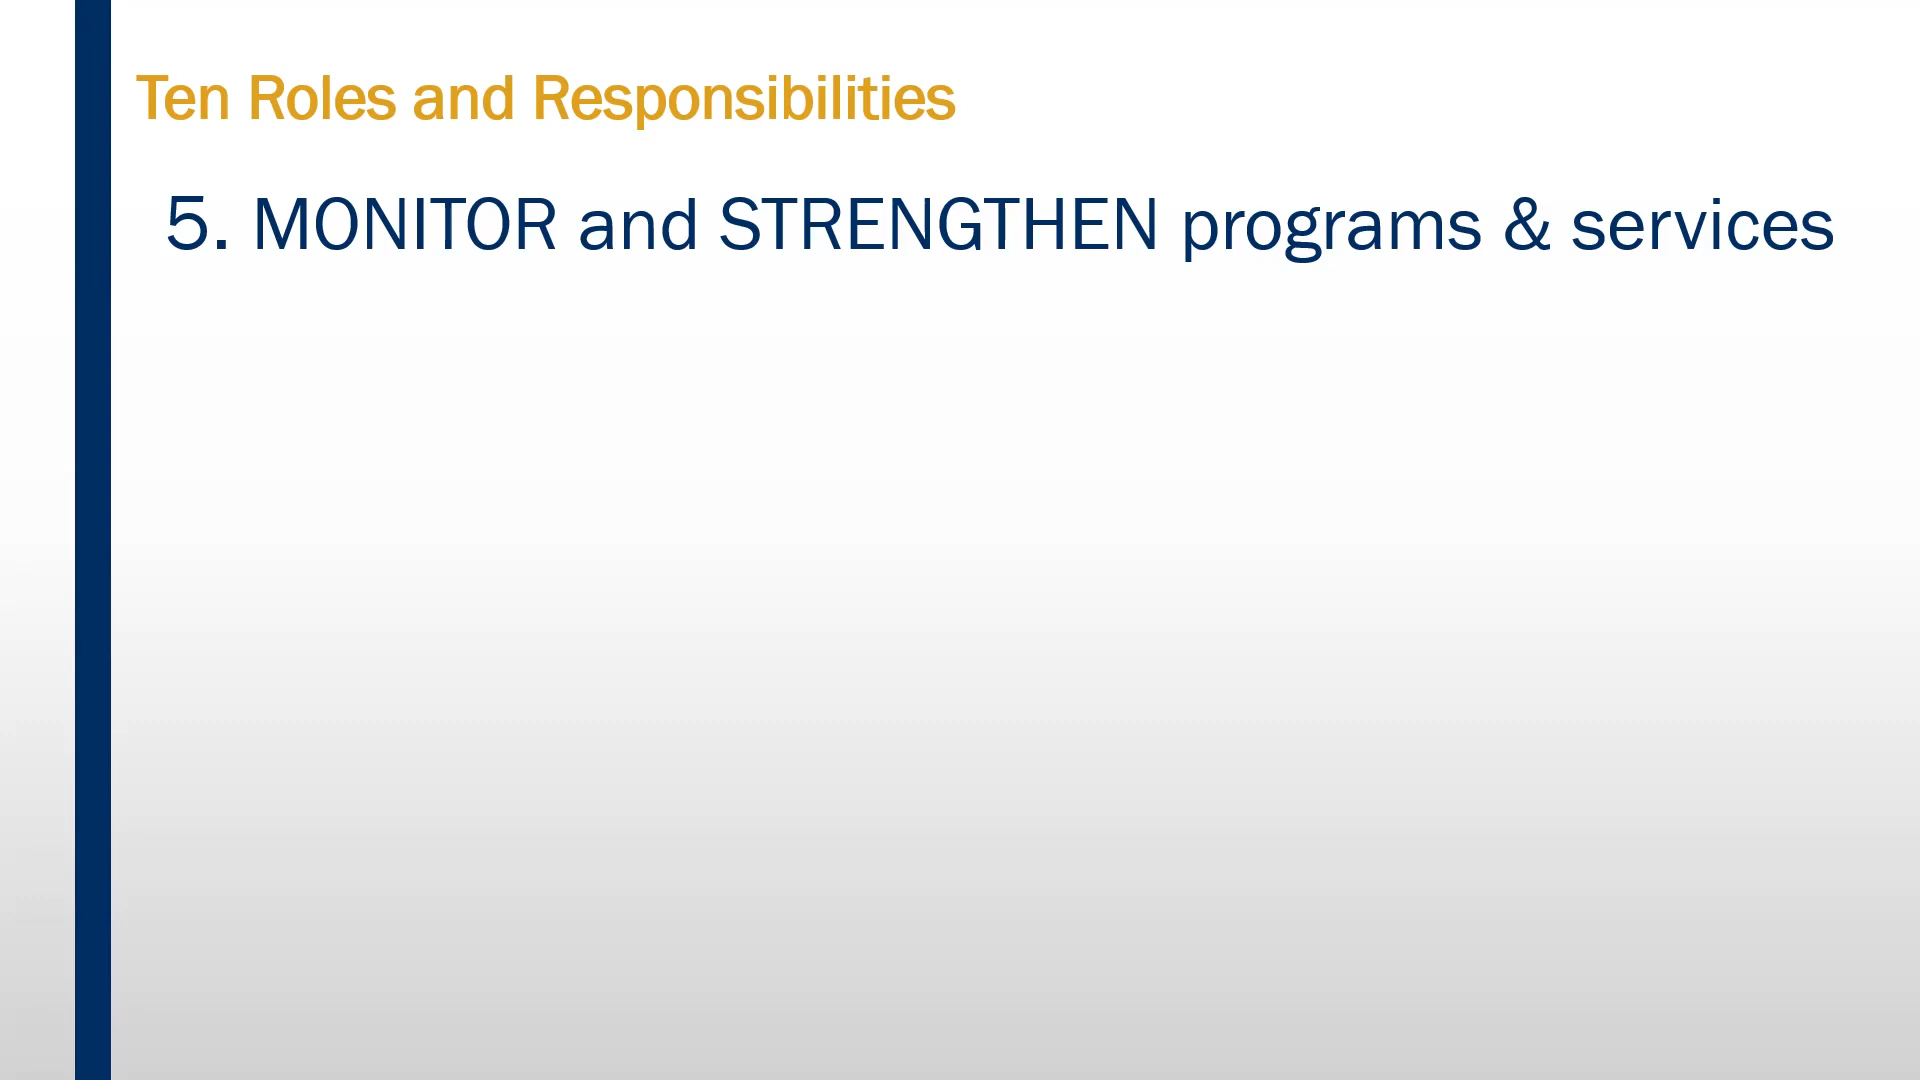 Ten Roles and Responsibilities
5. MONITOR and STRENGTHEN programs & services